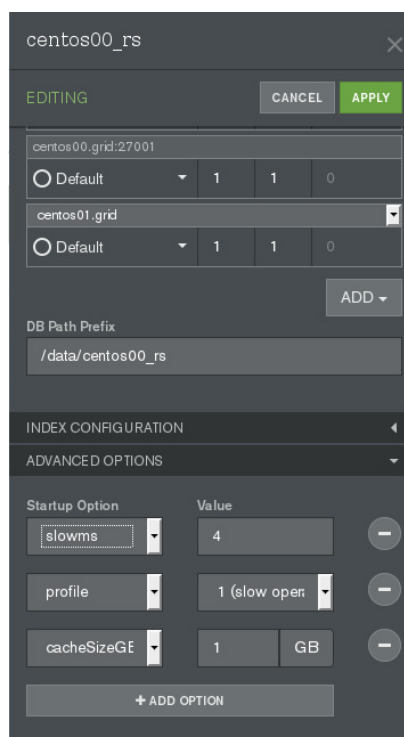 centos00_rs
EDITING CANCEL APPLY
centos00.grid:27001
Default 1 1 0
centos01.grid
Default 1 1 0
ADD
DB Path Prefix
/data/centos00_rs
INDEX CONFIGURATION
ADVANCED OPTIONS
Startup Option Value
slowms 4
profile 1 (slow opera
cacheSizeGE 1 GB
+ ADD OPTION